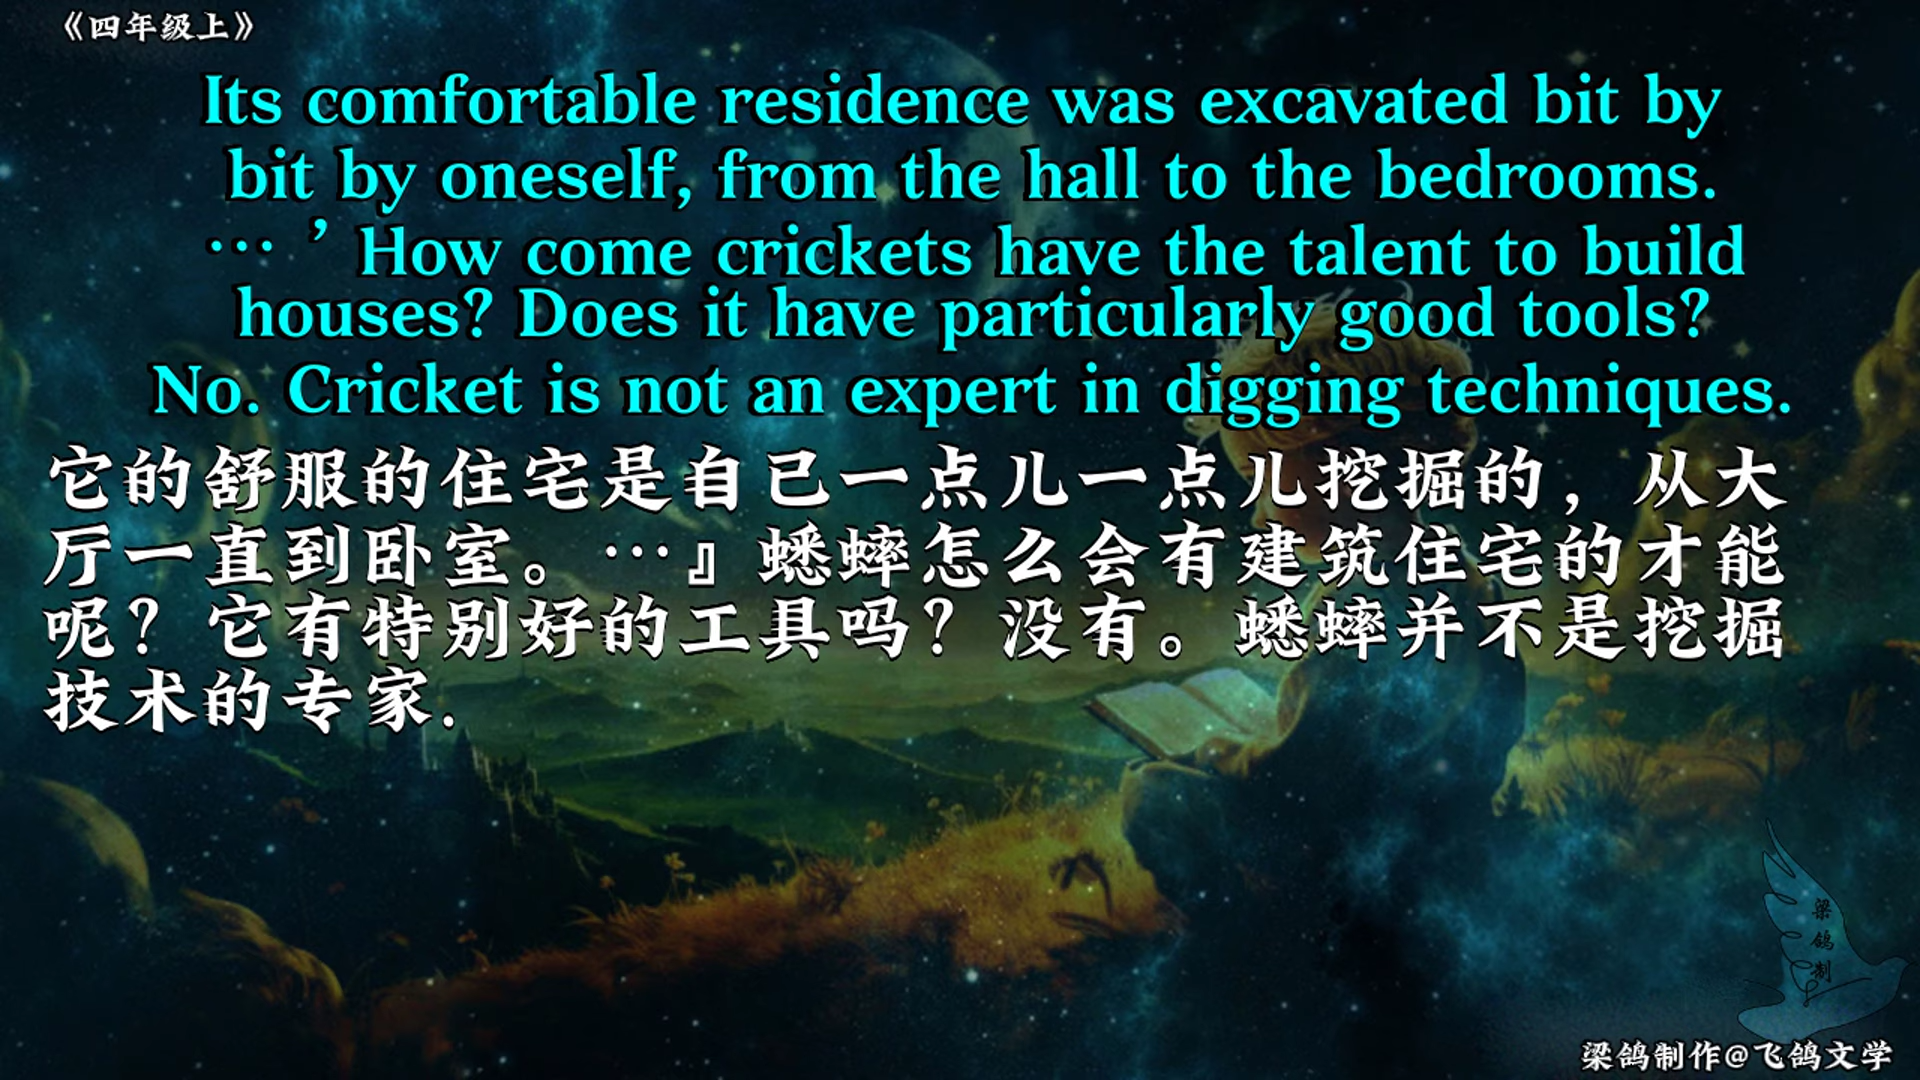 《四年级上》
Its comfortable residence was excavated bit by
bit by oneself, from the hall to the bedrooms.
… ’ How come crickets have the talent to build
houses? Does it have particularly good tools?
No. Cricket is not an expert in digging techniques.
它的舒服的住宅是自己一点儿一点儿挖掘的，从大
厅一直到卧室。…』蟋蟀怎么会有建筑住宅的才能
呢？它有特别好的工具吗？没有。蟋蟀并不是挖掘
技术的专家.
梁
鸽
制
梁鸽制作@飞鸽文学